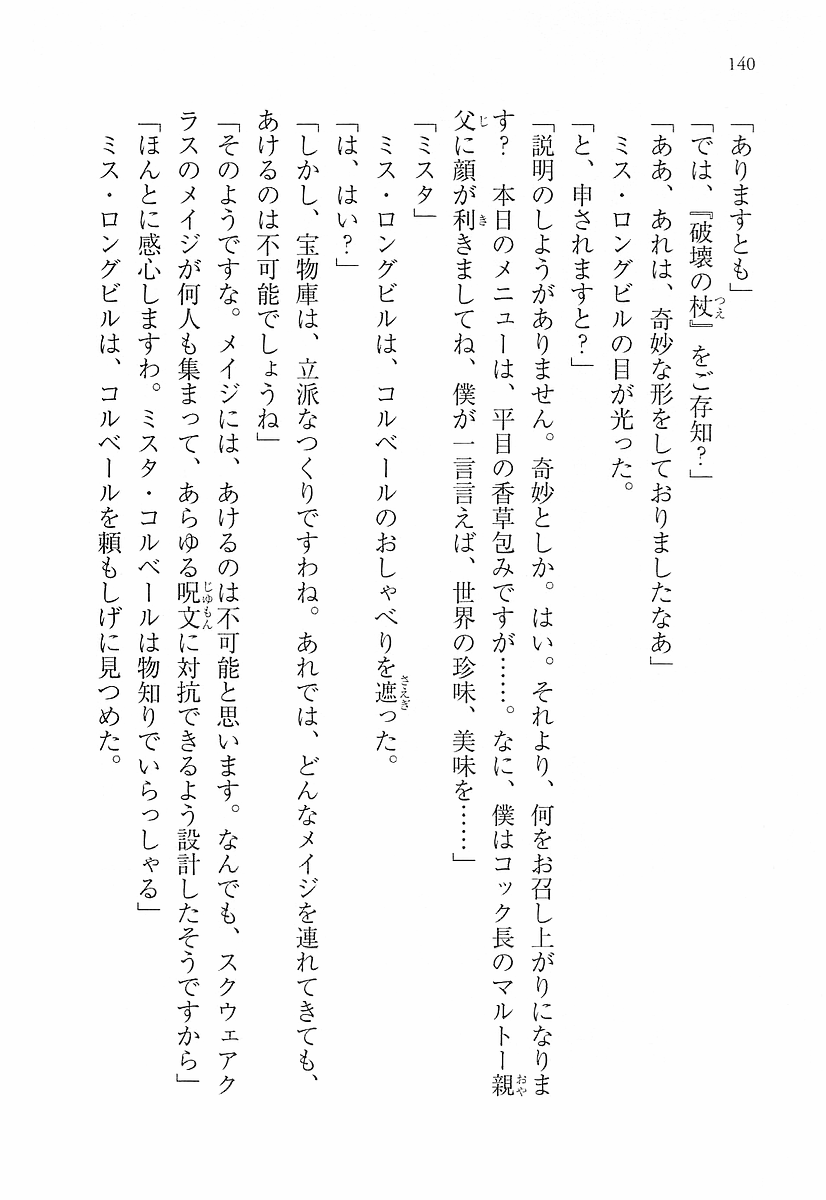 140
「ありますとも」
「では、『破壊の杖』をご存知?」
「ああ、あれは、奇妙な形をしておりましたなあ」
ミス・ロングビルの目が光った。
「と、申されますと?」
「説明のしようがありません。奇妙としか。はい。それより、何をお召し上がりになりま
す? 本日のメニューは、平目の香草包みですが……。なに、僕はコック長のマルトー親
父に顔が利きましてね、僕が一言言えば、世界の珍味、美味を……」
「ミスタ」
ミス・ロングビルは、コルベールのおしゃべりを遮った。
「は、はい?」
「しかし、宝物庫は、立派なつくりですわね。あれでは、どんなメイジを連れてきても、
あけるのは不可能でしょうね」
「そのようですな。メイジには、あけるのは不可能と思います。なんでも、スクウェアク
ラスのメイジが何人も集まって、あらゆる呪文に対抗できるよう設計したそうですから」
「ほんとに感心しますわ。ミスタ・コルベールは物知りでいらっしゃる」
ミス・ロングビルは、コルベールを頼もしげに見つめた。